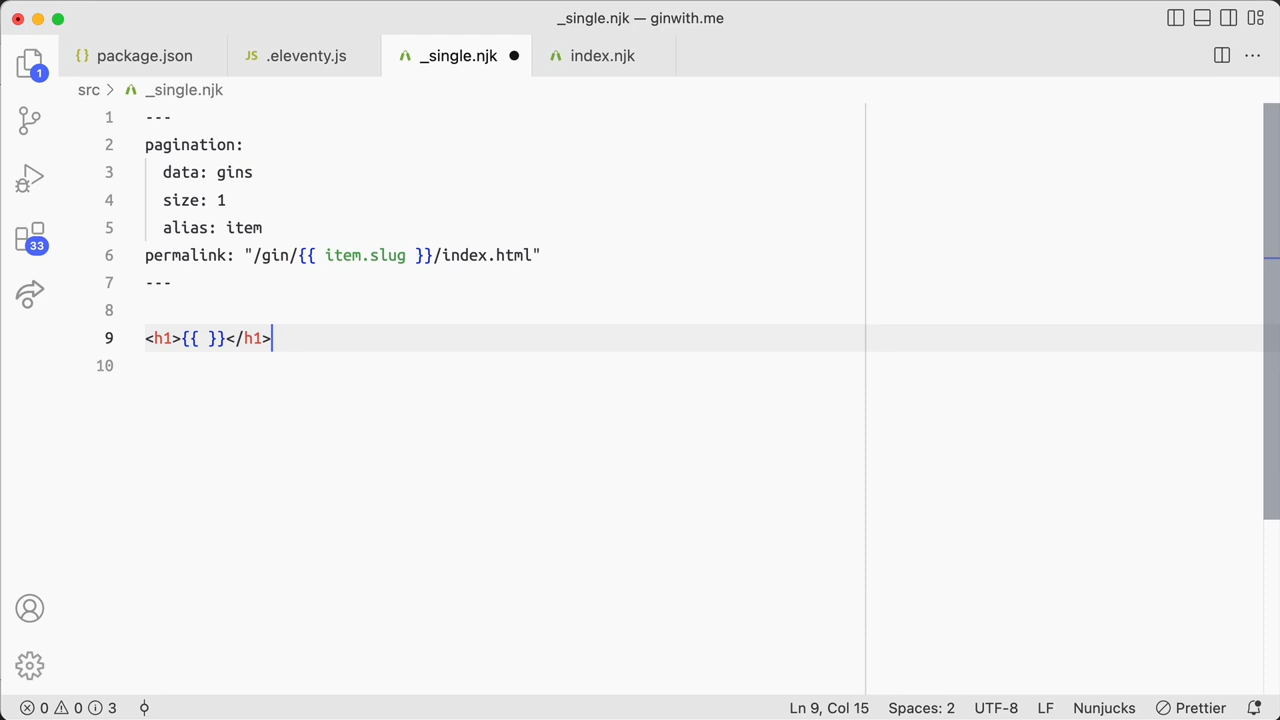 _single.njk — ginwith.me
{} package.json
JS .eleventy.js
_single.njk ●
index.njk
1
src > _single.njk
1 ---
2 pagination:
3 data: gins
4 size: 1
5 alias: item
6 permalink: "/gin/{{ item.slug }}/index.html"
7 ---
8
9 <h1>{{ }}</h1>
10
33
0 0 3
Ln 9, Col 15
Spaces: 2
UTF-8
LF
Nunjucks
Prettier